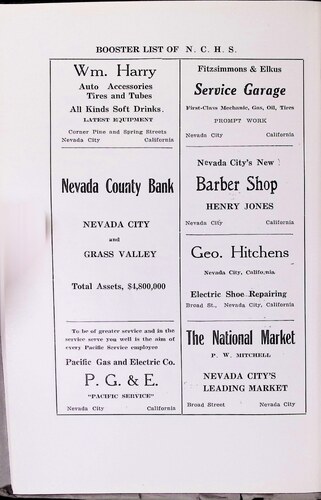 BOOSTER LIST OF N. C. H. S.
Wm. Harry
Auto Accessories
Tires and Tubes
All Kinds Soft Drinks.
LATEST EQUIPMENT
Corner Pine and Spring Streets
Nevada City California
Nevada County Bank
NEVADA CITY
and
GRASS VALLEY
Total Assets, $4,800,000
To be of greater service and in the
service serve you well is the aim of
every Pacific Service employee
Pacific Gas and Electric Co.
P. G. & E.
"PACIFIC SERVICE"
Nevada City California
Fitzsimmons & Elkus
Service Garage
First-Class Mechanic, Gas, Oil, Tires
PROMPT WORK
Nevada City California
Nevada City's New
Barber Shop
HENRY JONES
Nevada City California
Geo. Hitchens
Nevada City, California
Electric Shoe Repairing
Broad St., Nevada City, California
The National Market
P. W. MITCHELL
NEVADA CITY'S
LEADING MARKET
Broad Street Nevada City